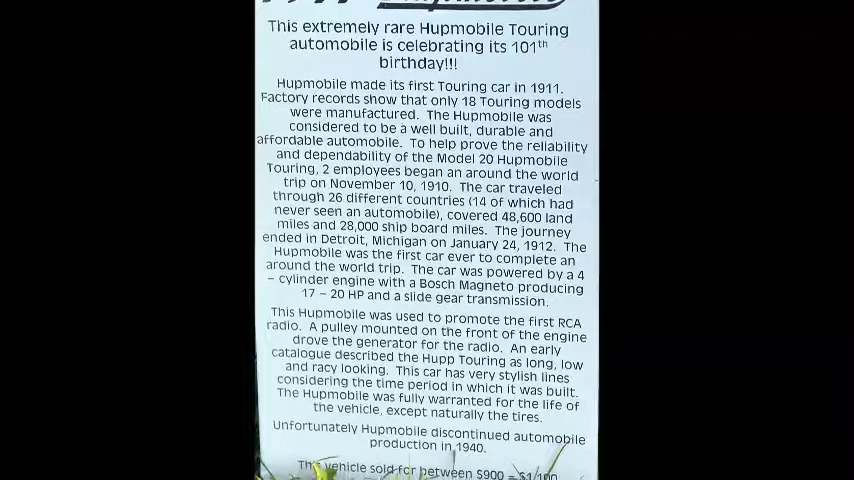 This extremely rare Hupmobile Touring
automobile is celebrating its 101th
birthday!!!
Hupmobile made its first Touring car in 1911.
Factory records show that only 18 Touring models
were manufactured. The Hupmobile was
considered to be a well built, durable and
affordable automobile. To help prove the reliability
and dependability of the Model 20 Hupmobile
Touring, 2 employees began an around the world
trip on November 10, 1910. The car traveled
through 26 different countries (14 of which had
never seen an automobile), covered 48,600 land
miles and 28,000 ship board miles. The journey
ended in Detroit, Michigan on January 24, 1912. The
Hupmobile was the first car ever to complete an
around the world trip. The car was powered by a 4
– cylinder engine with a Bosch Magneto producing
17 – 20 HP and a slide gear transmission.
This Hupmobile was used to promote the first RCA
radio. A pulley mounted on the front of the engine
drove the generator for the radio. An early
catalogue described the Hupp Touring as long, low
and racy looking. This car has very stylish lines
considering the time period in which it was built.
The Hupmobile was fully warranted for the life of
the vehicle, except naturally the tires.
Unfortunately Hupmobile discontinued automobile
production in 1940.
vehicle sold for between $900 – $1,100